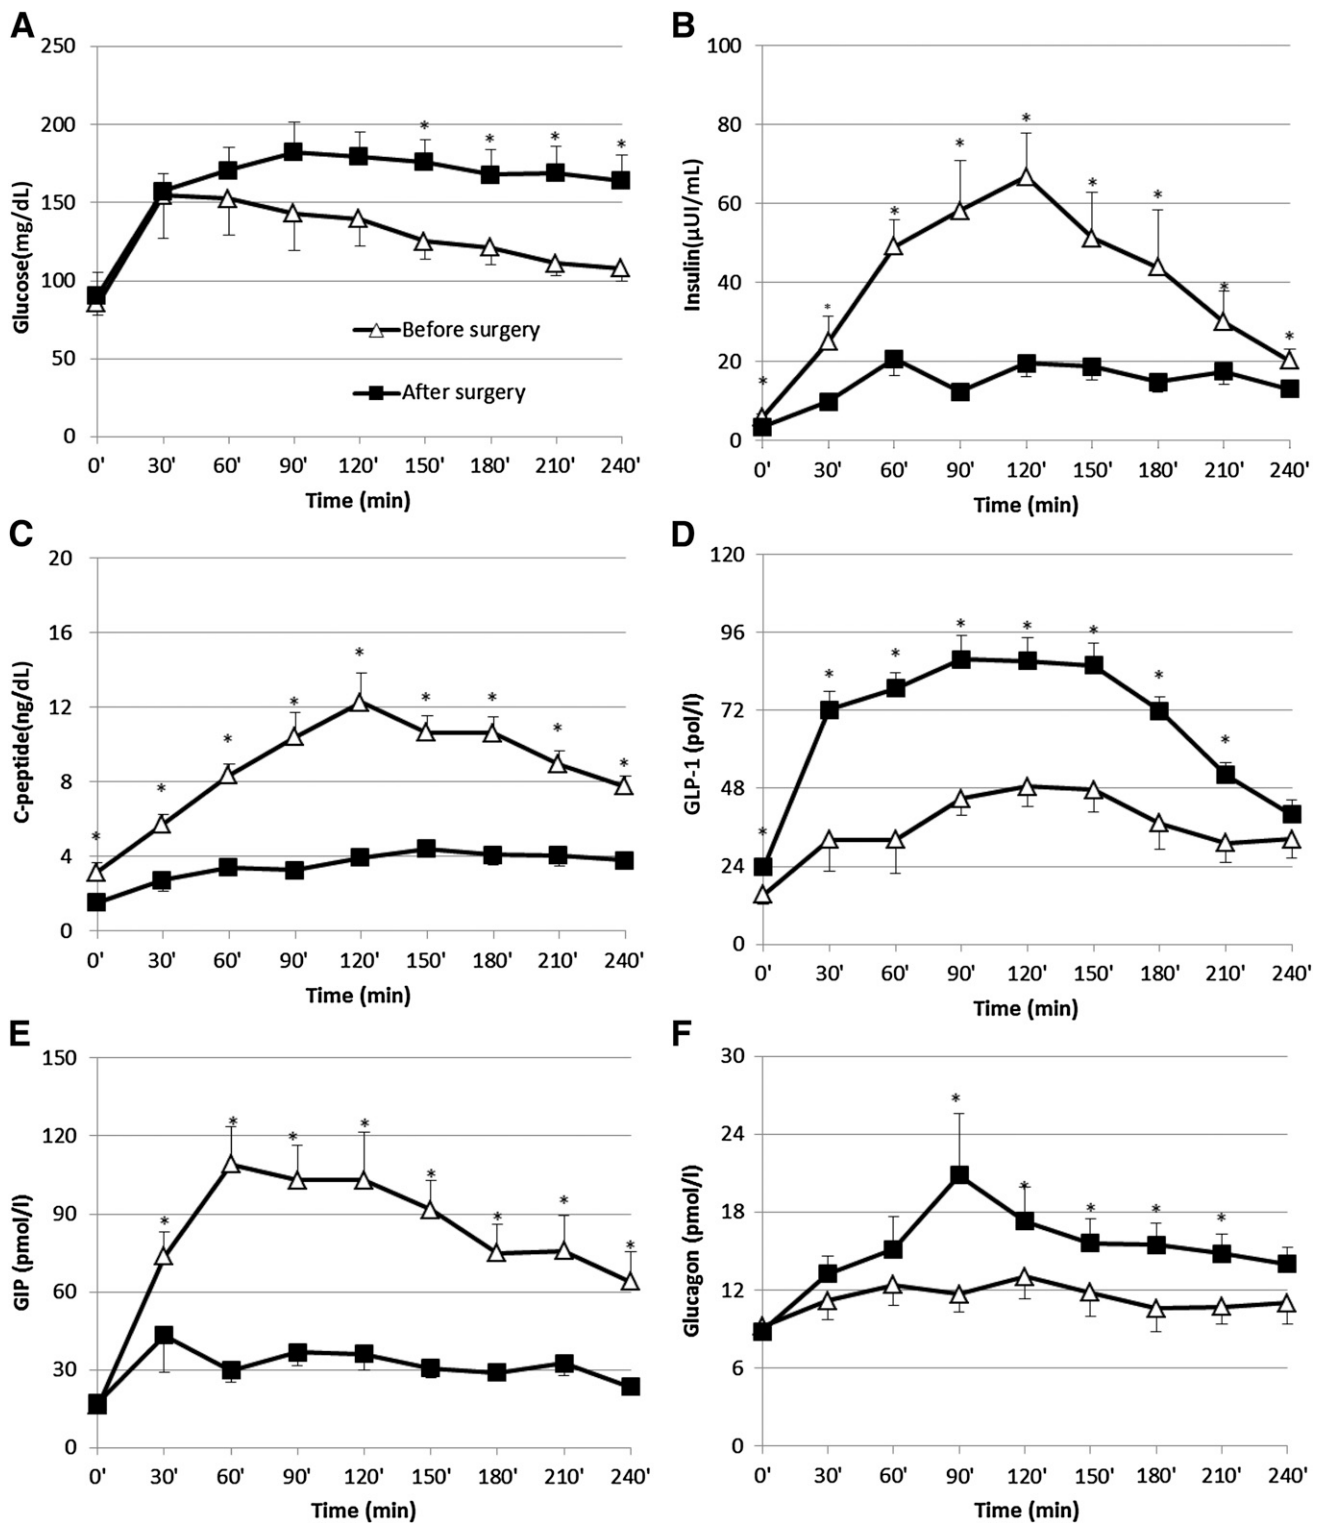 A
250
200
150
100
50
0
Glucose(mg/dL)
* * * *
Before surgery
After surgery
0' 30' 60' 90' 120' 150' 180' 210' 240'
Time (min)
B
100
80
60
40
20
0
Insulin(µUI/mL)
* * * * * * * * *
0' 30' 60' 90' 120' 150' 180' 210' 240'
Time (min)
C
20
16
12
8
4
0
C-peptide(ng/dL)
* * * * * * * * *
0' 30' 60' 90' 120' 150' 180' 210' 240'
Time (min)
D
120
96
72
48
24
0
GLP-1 (pol/l)
* * * * * * * *
0' 30' 60' 90' 120' 150' 180' 210' 240'
Time (min)
E
150
120
90
60
30
0
GIP (pmol/l)
* * * * * * * *
0' 30' 60' 90' 120' 150' 180' 210' 240'
Time (min)
F
30
24
18
12
6
0
Glucagon (pmol/l)
* * * * *
0' 30' 60' 90' 120' 150' 180' 210' 240'
Time (min)